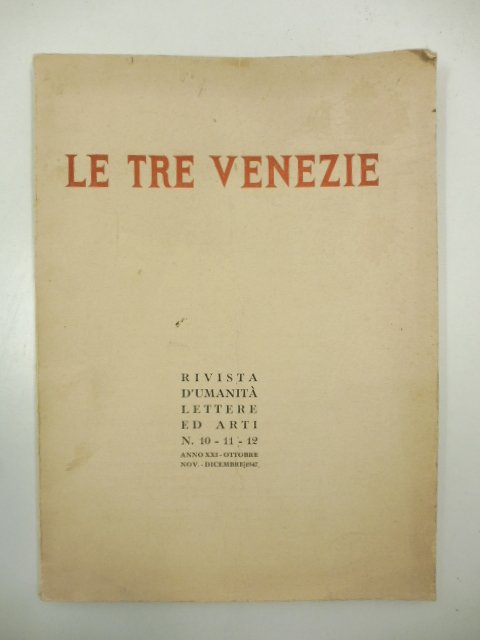 LE TRE VENEZIE
RIVISTA
D'UMANITÀ
LETTERE
ED ARTI
N. 10 - 11 - 12
ANNO XXI - OTTOBRE
NOV. - DICEMBRE 1947